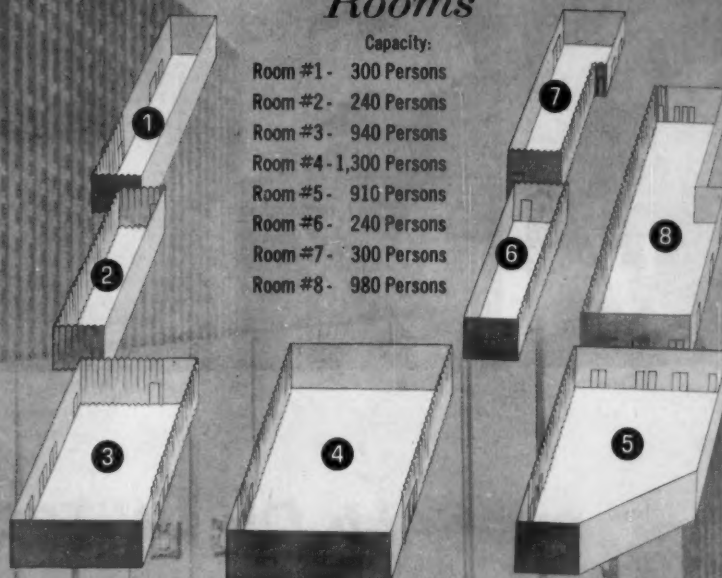 Rooms
Capacity:
Room #1 - 300 Persons
Room #2 - 240 Persons
Room #3 - 940 Persons
Room #4 - 1,300 Persons
Room #5 - 910 Persons
Room #6 - 240 Persons
Room #7 - 300 Persons
Room #8 - 980 Persons
1
7
8
6
2
3
4
5